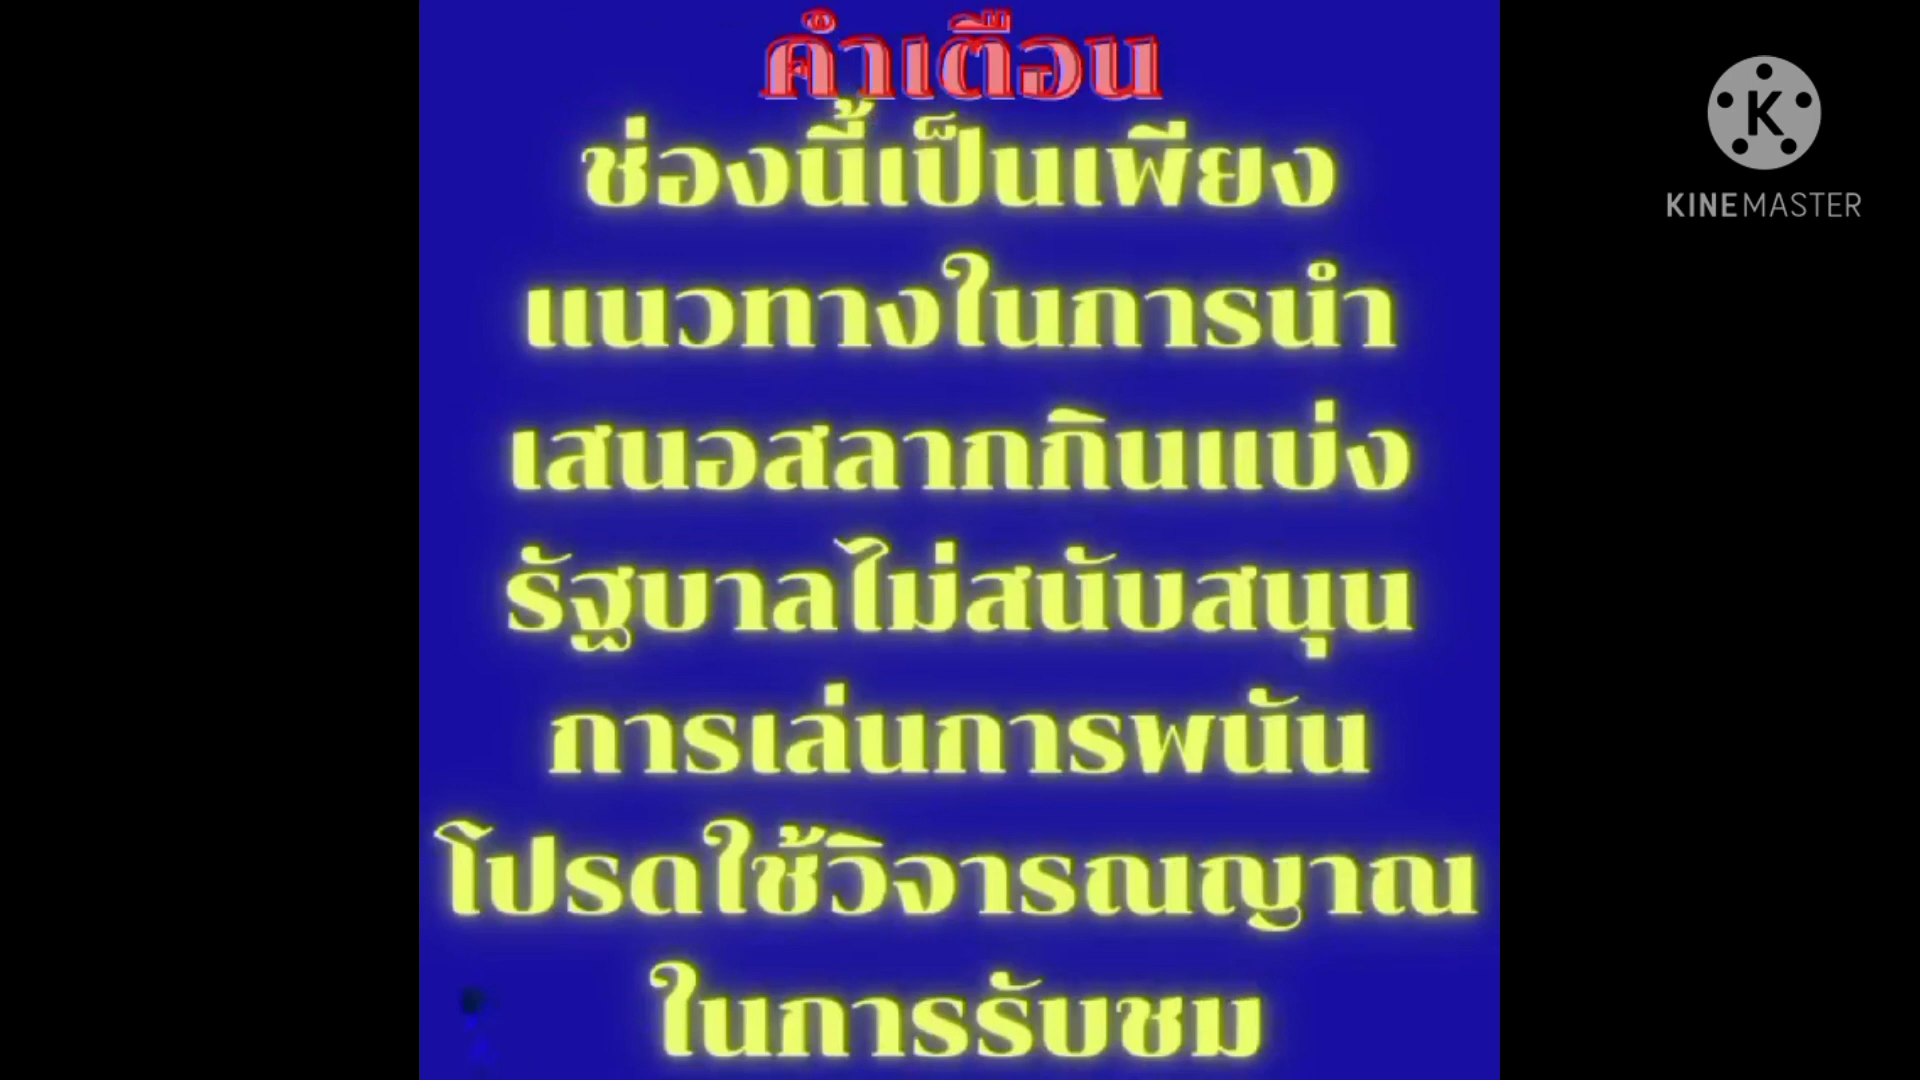 คำเตือน
ช่องนี้เป็นเพียง
แนวทางในการนำ
เสนอสลากกินแบ่ง
รัฐบาลไม่สนับสนุน
การเล่นการพนัน
โปรดใช้วิจารณญาณ
ในการรับชม
K
KINEMASTER